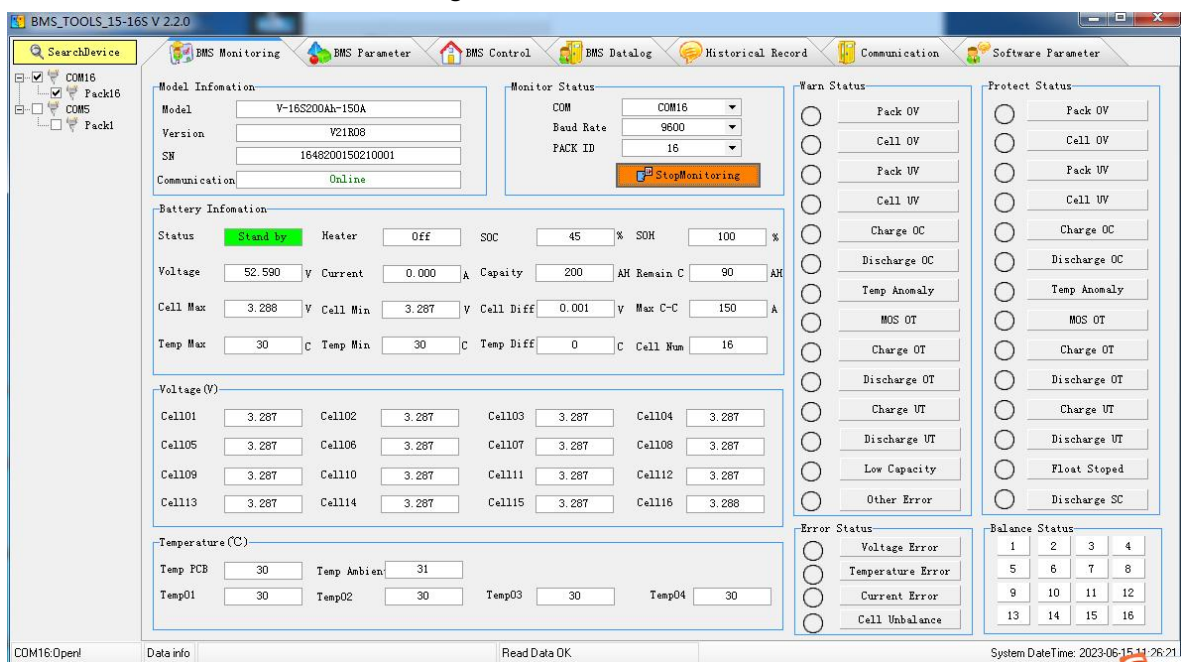 BMS_TOOLS_15-16S V 2.2.0
SearchDevice
BMS Monitoring BMS Parameter BMS Control BMS Datalog Historical Record Communication Software Parameter
COM16
Pack16
COM5
Pack1
Model Infomation
Model V-16S200Ah-150A
Version V21R08
SN 1648200150210001
Communication Online
Monitor Status
COM COM16
Baud Rate 9600
PACK ID 16
StopMonitoring
Battery Infomation
Status Stand by Heater Off SOC 45 % SOH 100 %
Voltage 52.590 V Current 0.000 A Capaity 200 AH Remain C 90 AH
Cell Max 3.288 V Cell Min 3.287 V Cell Diff 0.001 V Max C-C 150 A
Temp Max 30 C Temp Min 30 C Temp Diff 0 C Cell Num 16
Voltage(V)
Cell01 3.287 Cell02 3.287 Cell03 3.287 Cell04 3.287
Cell05 3.287 Cell06 3.287 Cell07 3.287 Cell08 3.287
Cell09 3.287 Cell10 3.287 Cell11 3.287 Cell12 3.287
Cell13 3.287 Cell14 3.287 Cell15 3.287 Cell16 3.288
Temperature(℃)
Temp PCB 30 Temp Ambien 31
Temp01 30 Temp02 30 Temp03 30 Temp04 30
Warn Status
Pack OV
Cell OV
Pack UV
Cell UV
Charge OC
Discharge OC
Temp Anomaly
MOS OT
Charge OT
Discharge OT
Charge UT
Discharge UT
Low Capacity
Other Error
Protect Status
Pack OV
Cell OV
Pack UV
Cell UV
Charge OC
Discharge OC
Temp Anomaly
MOS OT
Charge OT
Discharge OT
Charge UT
Discharge UT
Float Stoped
Discharge SC
Error Status
Voltage Error
Temperature Error
Current Error
Cell Unbalance
Balance Status
1 2 3 4
5 6 7 8
9 10 11 12
13 14 15 16
COM16:Open! Data info Read Data OK System DateTime: 2023-06-15 11:26:21